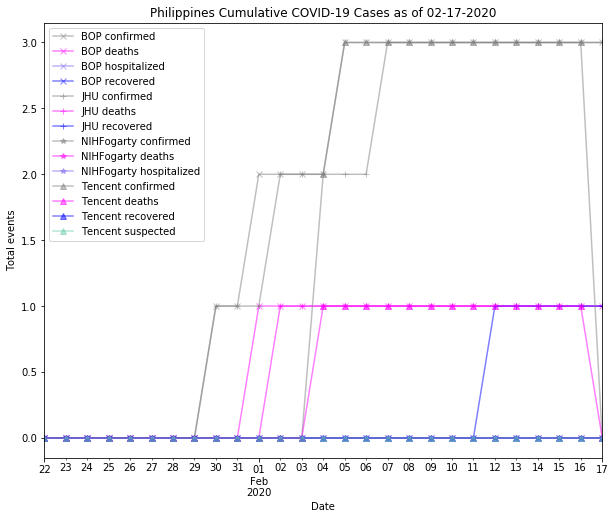 Philippines Cumulative COVID-19 Cases as of 02-17-2020
3.0
2.5
2.0
1.5
1.0
0.5
0.0
Total events
BOP confirmed
BOP deaths
BOP hospitalized
BOP recovered
JHU confirmed
JHU deaths
JHU recovered
NIHFogarty confirmed
NIHFogarty deaths
NIHFogarty hospitalized
Tencent confirmed
Tencent deaths
Tencent recovered
Tencent suspected
22 23 24 25 26 27 28 29 30 31 01 02 03 04 05 06 07 08 09 10 11 12 13 14 15 16 17
Feb
2020
Date